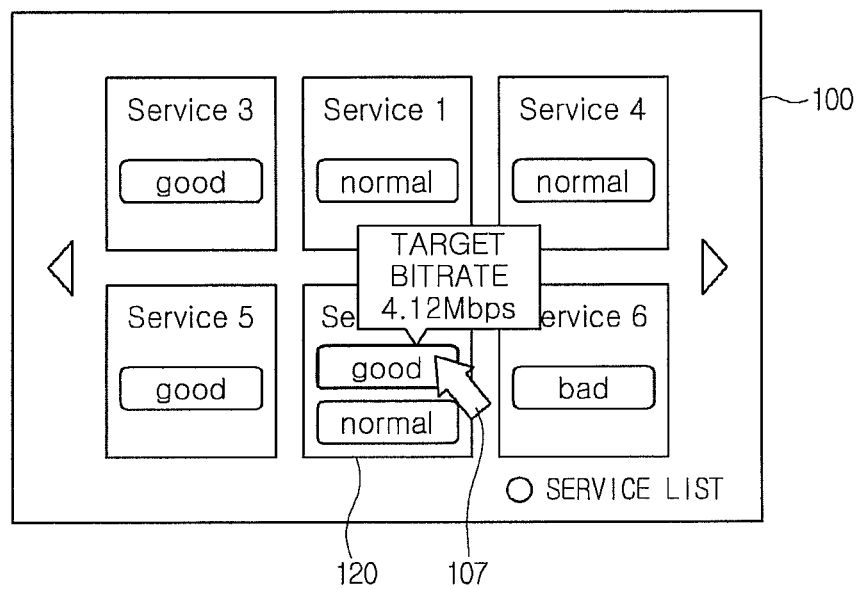 Service 3
Service 1
Service 4
good
normal
normal
TARGET
BITRATE
4.12Mbps
Service 5
Se
ervice 6
good
good
bad
normal
SERVICE LIST
100
120
107